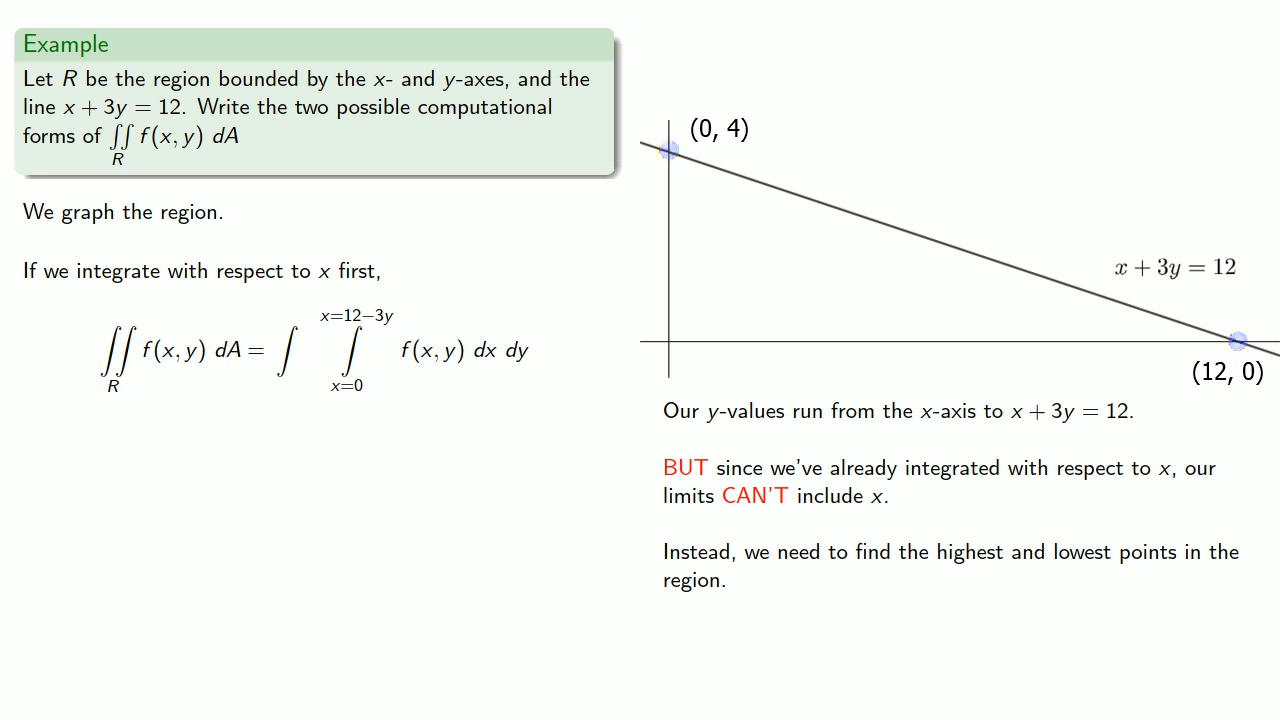 Example
Let R be the region bounded by the x- and y-axes, and the
line x + 3y = 12. Write the two possible computational
forms of ∬ f(x, y) dA
R
We graph the region.
If we integrate with respect to x first,
x=12−3y
∬ f(x, y) dA = ∫ ∫ f(x, y) dx dy
R x=0
(0, 4)
x + 3y = 12
(12, 0)
Our y-values run from the x-axis to x + 3y = 12.
BUT since we've already integrated with respect to x, our
limits CAN'T include x.
Instead, we need to find the highest and lowest points in the
region.